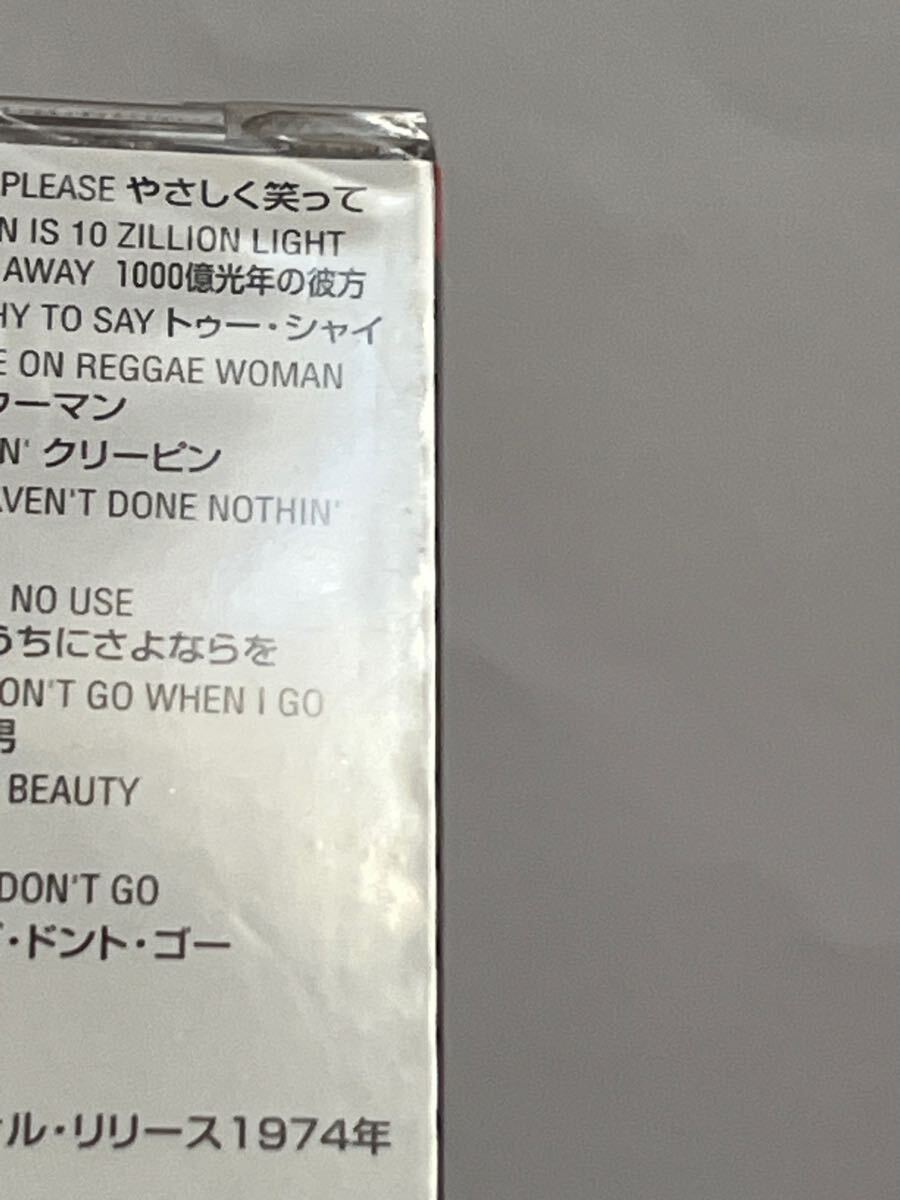 PLEASE やさしく笑って
N IS 10 ZILLION LIGHT
AWAY 1000億光年の彼方
HY TO SAY トゥー・シャイ
E ON REGGAE WOMAN
ウーマン
N' クリーピン
AVEN'T DONE NOTHIN'
NO USE
うちにさよならを
ON'T GO WHEN I GO
男
BEAUTY
DON'T GO
・ドント・ゴー
ル・リリース1974年